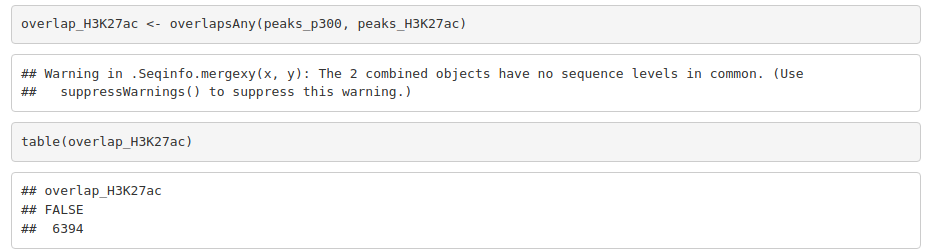 overlap_H3K27ac <- overlapsAny(peaks_p300, peaks_H3K27ac)
## Warning in .Seqinfo.mergexy(x, y): The 2 combined objects have no sequence levels in common. (Use
##   suppressWarnings() to suppress this warning.)
table(overlap_H3K27ac)
## overlap_H3K27ac
## FALSE
##  6394